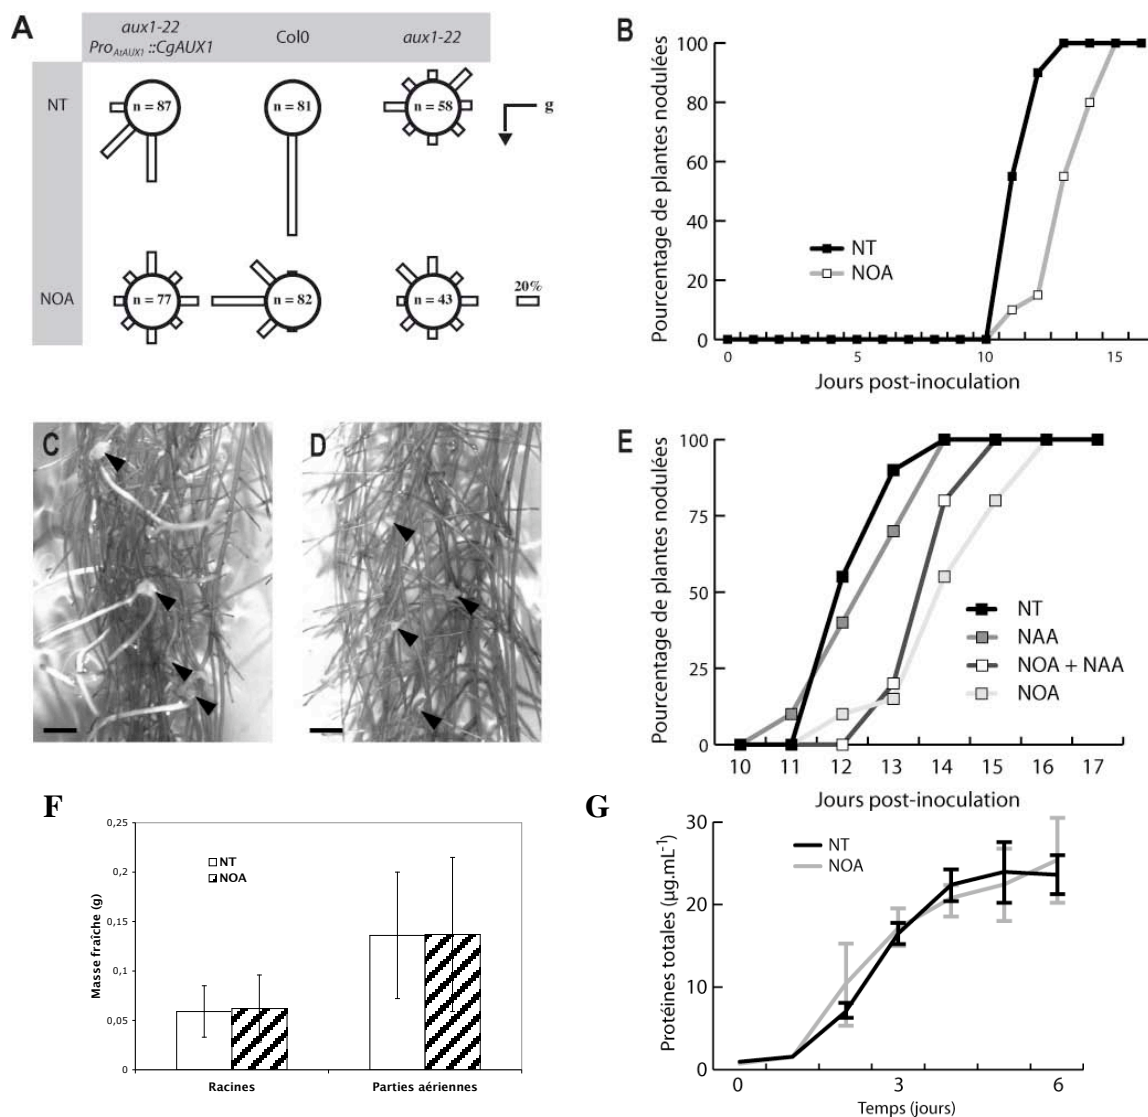 A
aux1-22
Pro AtAUX1 ::CgAUX1
Col0
aux1-22
NT
n = 87
n = 81
n = 58
g
NOA
n = 77
n = 82
n = 43
20%
B
Pourcentage de plantes nodulées
100
80
60
40
20
0
NT
NOA
0
5
10
15
Jours post-inoculation
C
D
E
Pourcentage de plantes nodulées
100
75
50
25
0
NT
NAA
NOA + NAA
NOA
10 11 12 13 14 15 16 17
Jours post-inoculation
F
Masse fraîche (g)
0,25
0,2
0,15
0,1
0,05
0
NT
NOA
Racines
Parties aériennes
G
Protéines totales (µg.mL-1)
30
20
10
0
NT
NOA
0
3
6
Temps (jours)